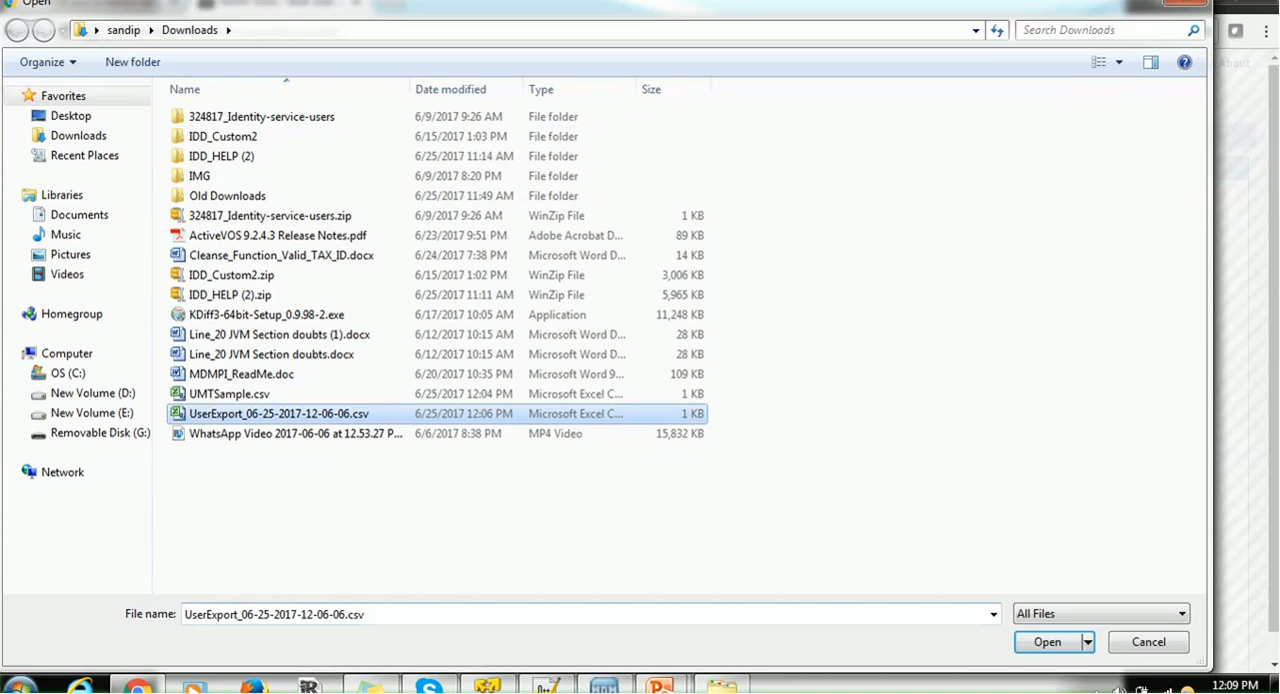 Open
sandip Downloads Search Downloads
Organize New folder ?
About
Name Date modified Type Size
Favorites
Desktop
Downloads
Recent Places
Libraries
Documents
Music
Pictures
Videos
Homegroup
Computer
OS (C:)
New Volume (D:)
New Volume (E:)
Removable Disk (G:)
Network
324817_Identity-service-users 6/9/2017 9:26 AM File folder
IDD_Custom2 6/15/2017 1:03 PM File folder
IDD_HELP (2) 6/25/2017 11:14 AM File folder
IMG 6/9/2017 8:20 PM File folder
Old Downloads 6/25/2017 11:49 AM File folder
324817_Identity-service-users.zip 6/9/2017 9:26 AM WinZip File 1 KB
ActiveVOS 9.2.4.3 Release Notes.pdf 6/23/2017 9:51 PM Adobe Acrobat D... 89 KB
Cleanse_Function_Valid_TAX_ID.docx 6/24/2017 7:38 PM Microsoft Word D... 14 KB
IDD_Custom2.zip 6/15/2017 1:02 PM WinZip File 3,006 KB
IDD_HELP (2).zip 6/25/2017 11:11 AM WinZip File 5,965 KB
KDiff3-64bit-Setup_0.9.98-2.exe 6/17/2017 10:05 AM Application 11,248 KB
Line_20 JVM Section doubts (1).docx 6/12/2017 10:15 AM Microsoft Word D... 28 KB
Line_20 JVM Section doubts.docx 6/12/2017 10:15 AM Microsoft Word D... 28 KB
MDMPI_ReadMe.doc 6/20/2017 10:35 PM Microsoft Word 9... 109 KB
UMTSample.csv 6/25/2017 12:04 PM Microsoft Excel C... 1 KB
UserExport_06-25-2017-12-06-06.csv 6/25/2017 12:06 PM Microsoft Excel C... 1 KB
WhatsApp Video 2017-06-06 at 12.53.27 P... 6/6/2017 8:38 PM MP4 Video 15,832 KB
File name: UserExport_06-25-2017-12-06-06.csv All Files
Open Cancel
12:09 PM